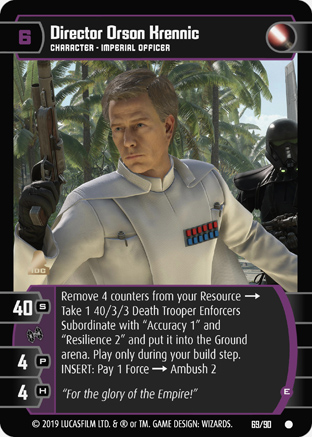 6
Director Orson Krennic
CHARACTER • IMPERIAL OFFICER
40 S
4 P
4 H
Remove 4 counters from your Resource →
Take 1 40/3/3 Death Trooper Enforcers
Subordinate with “Accuracy 1” and
“Resilience 2” and put it into the Ground
arena. Play only during your build step.
INSERT: Pay 1 Force → Ambush 2
“For the glory of the Empire!”
E
© 2019 LUCASFILM LTD. & ® or TM. GAME DESIGN: WIZARDS.
69/90